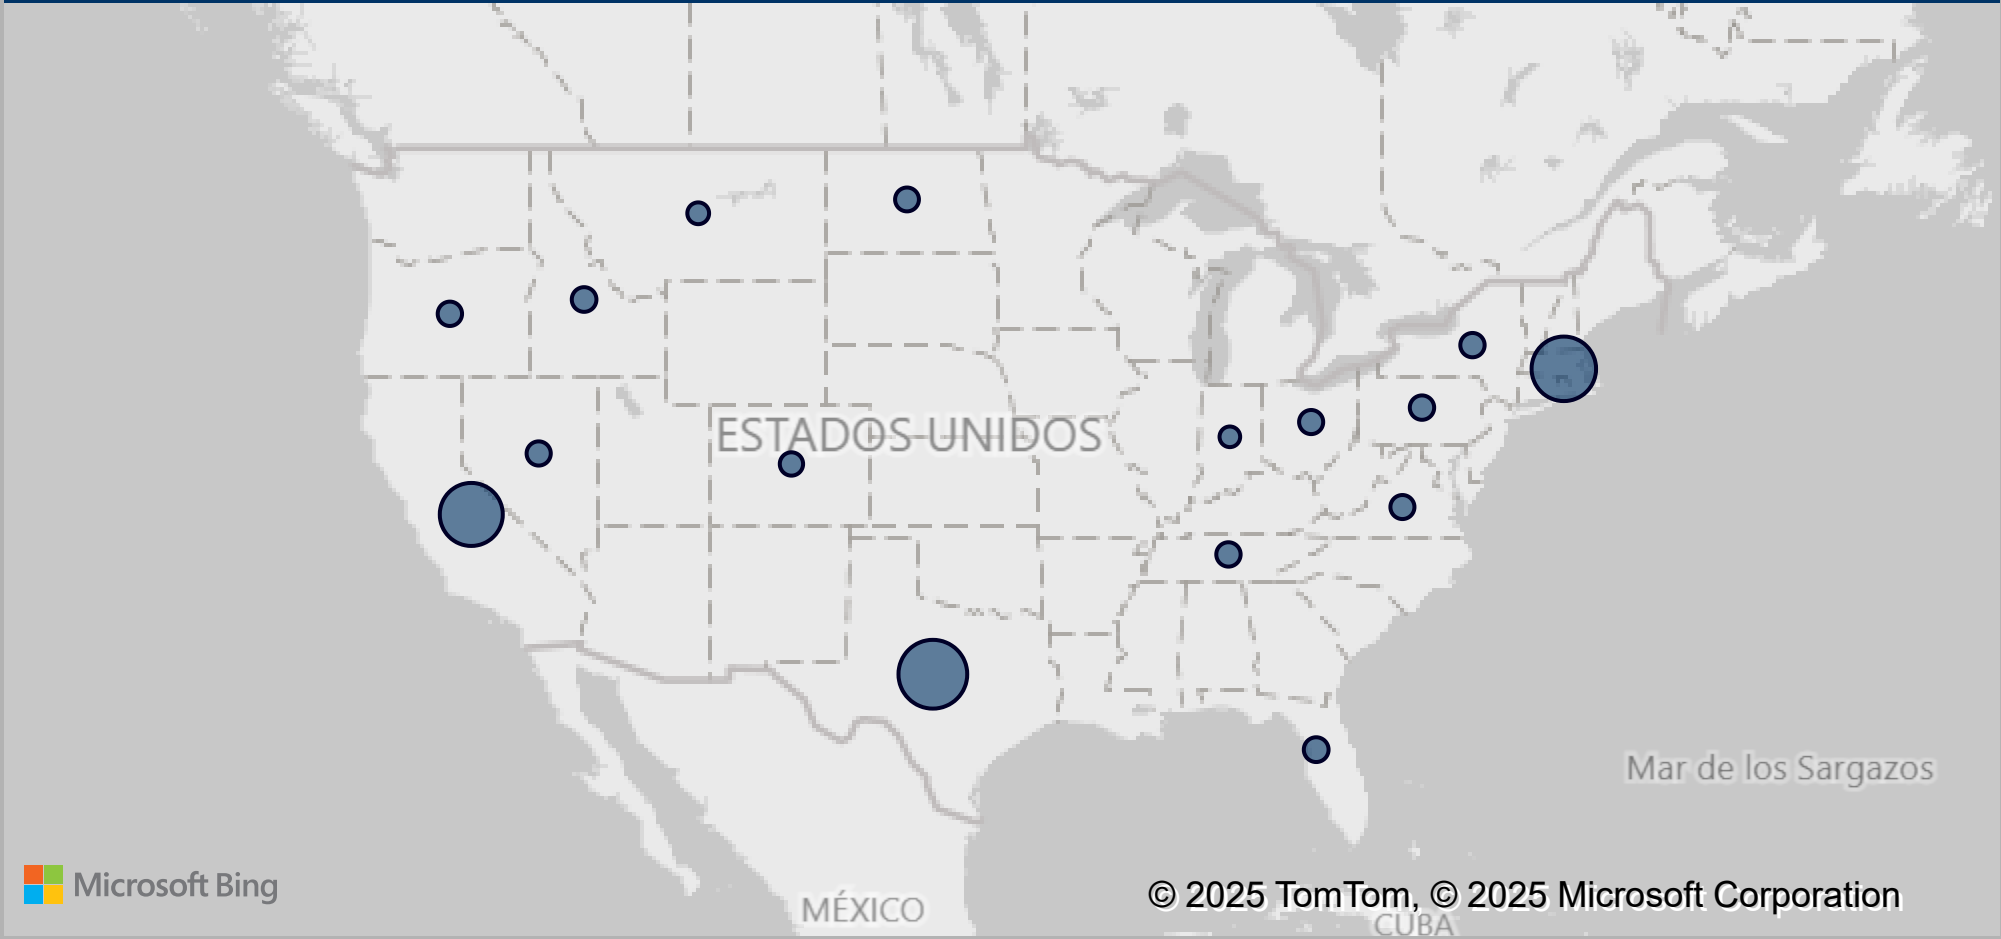 ESTADOS UNIDOS
Mar de los Sargazos
Microsoft Bing
MÉXICO
© 2025 TomTom, © 2025 Microsoft Corporation
CUBA